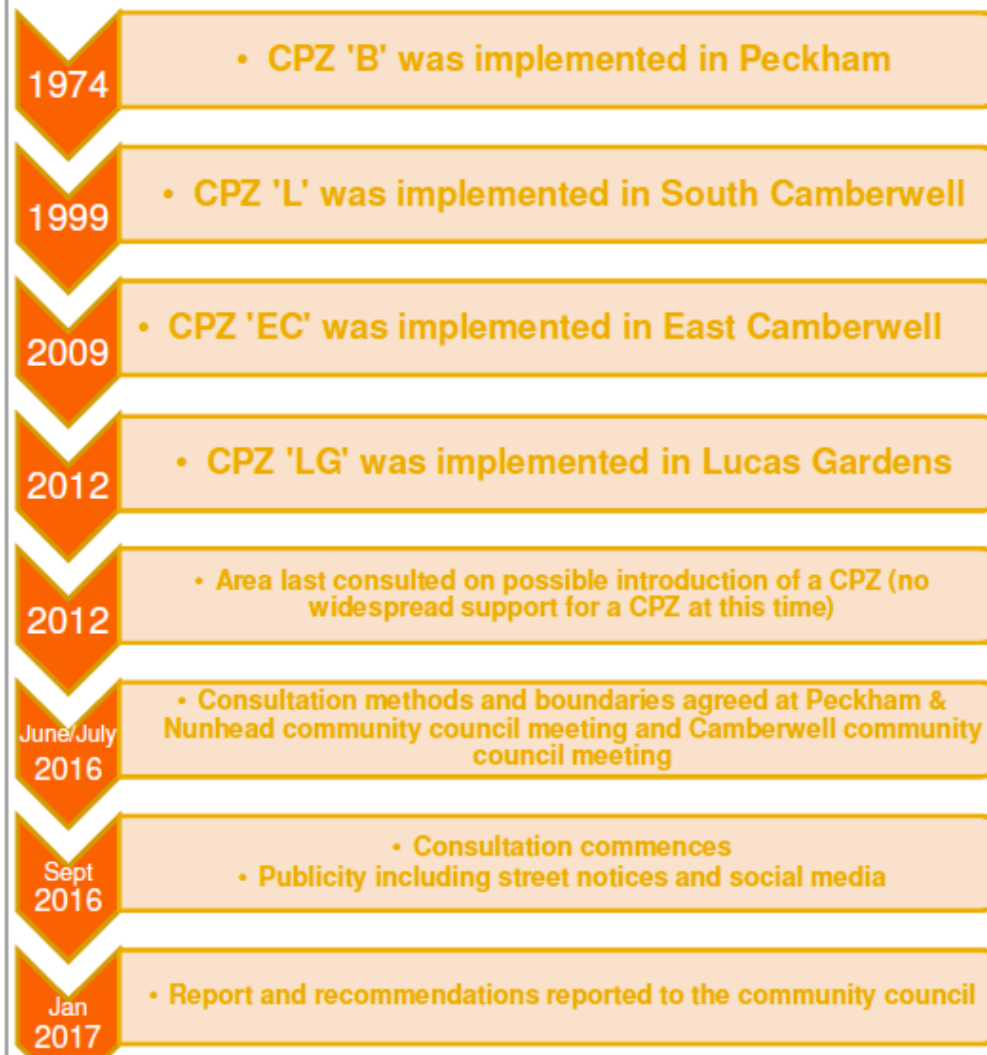 1974
• CPZ 'B' was implemented in Peckham
1999
• CPZ 'L' was implemented in South Camberwell
2009
• CPZ 'EC' was implemented in East Camberwell
2012
• CPZ 'LG' was implemented in Lucas Gardens
2012
• Area last consulted on possible introduction of a CPZ (no
widespread support for a CPZ at this time)
June/July
2016
• Consultation methods and boundaries agreed at Peckham &
Nunhead community council meeting and Camberwell community
council meeting
Sept
2016
• Consultation commences
• Publicity including street notices and social media
Jan
2017
• Report and recommendations reported to the community council